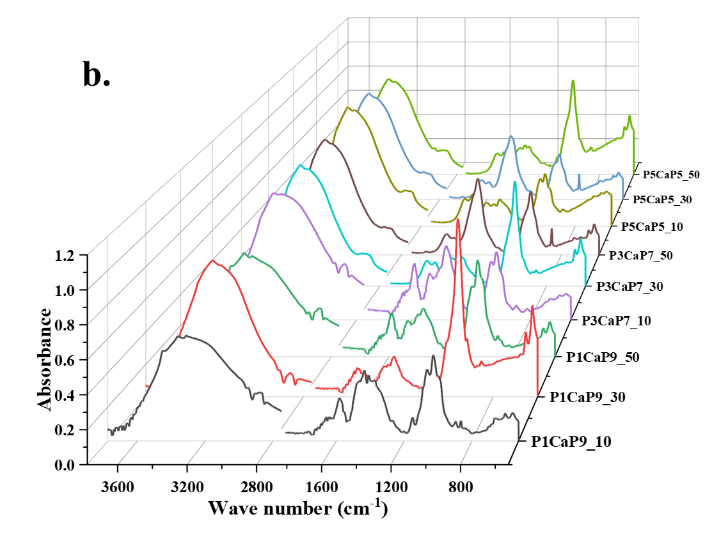 b.
P5CaP5_50
P5CaP5_30
P5CaP5_10
P3CaP7_50
P3CaP7_30
P3CaP7_10
P1CaP9_50
P1CaP9_30
P1CaP9_10
1.2
1.0
0.8
0.6
0.4
0.2
0.0
Absorbance
3600 3200 2800 1600 1200 800
Wave number (cm⁻¹)